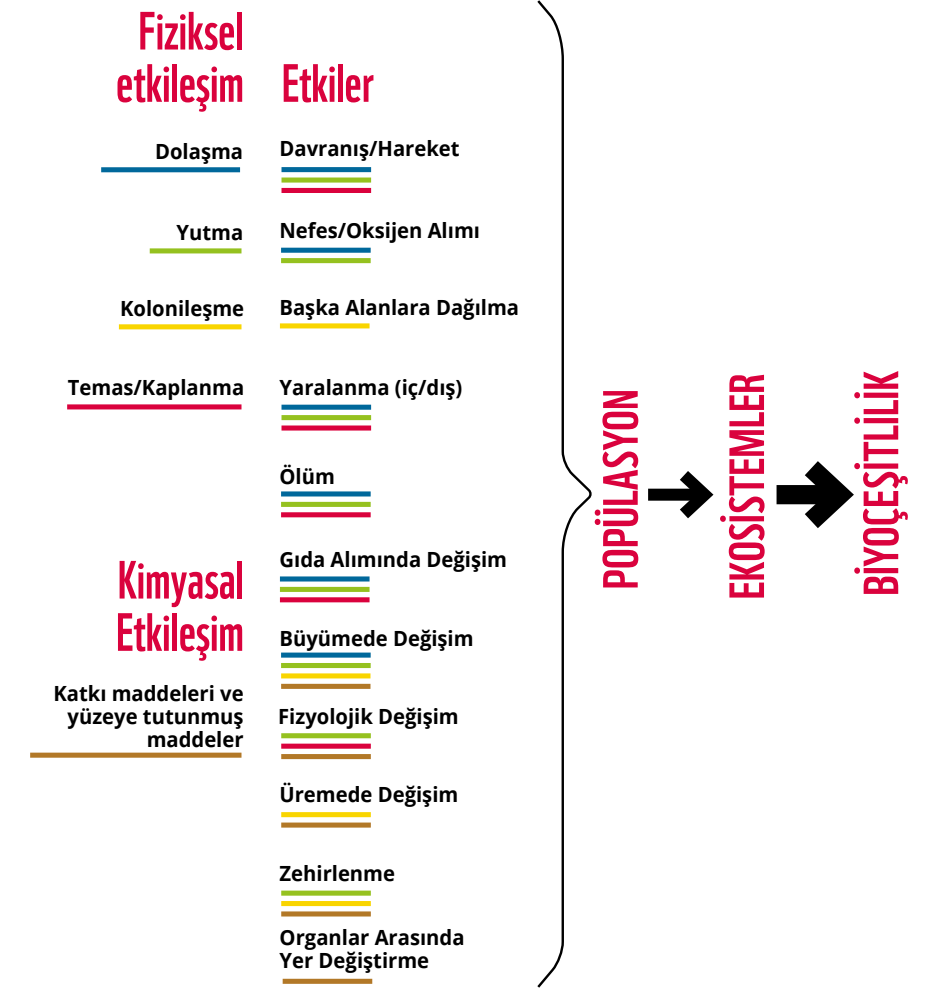 Fiziksel
etkileşim
Etkiler
Dolaşma
Davranış/Hareket
Yutma
Nefes/Oksijen Alımı
Kolonileşme
Başka Alanlara Dağılma
Temas/Kaplanma
Yaralanma (iç/dış)
Ölüm
Gıda Alımında Değişim
Kimyasal
Etkileşim
Büyümede Değişim
Katkı maddeleri ve
yüzeye tutunmuş
maddeler
Fizyolojik Değişim
Üremede Değişim
Zehirlenme
Organlar Arasında
Yer Değiştirme
POPÜLASYON
EKOSİSTEMLER
BİYOÇEŞİTLİLİK